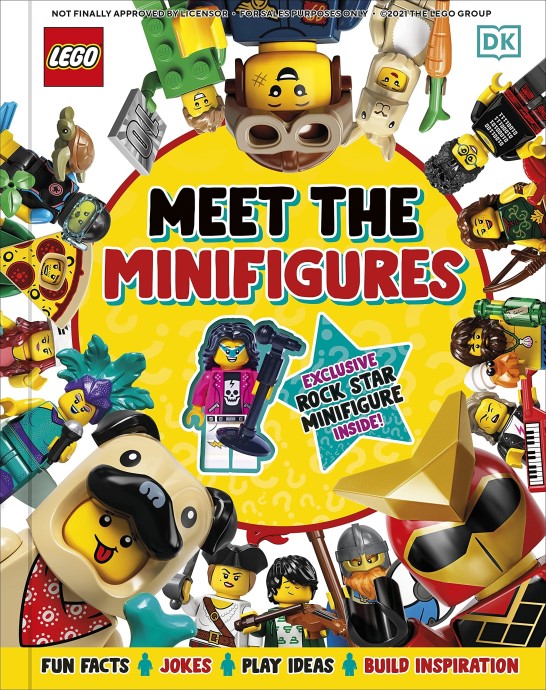 NOT FINALLY APPROVED BY LICENSOR • FOR SALES PURPOSES ONLY • ©2021 THE LEGO GROUP
LEGO
DK
MEET THE
MINIFIGURES
EXCLUSIVE
ROCK STAR
MINIFIGURE
INSIDE!
FUN FACTS JOKES PLAY IDEAS BUILD INSPIRATION